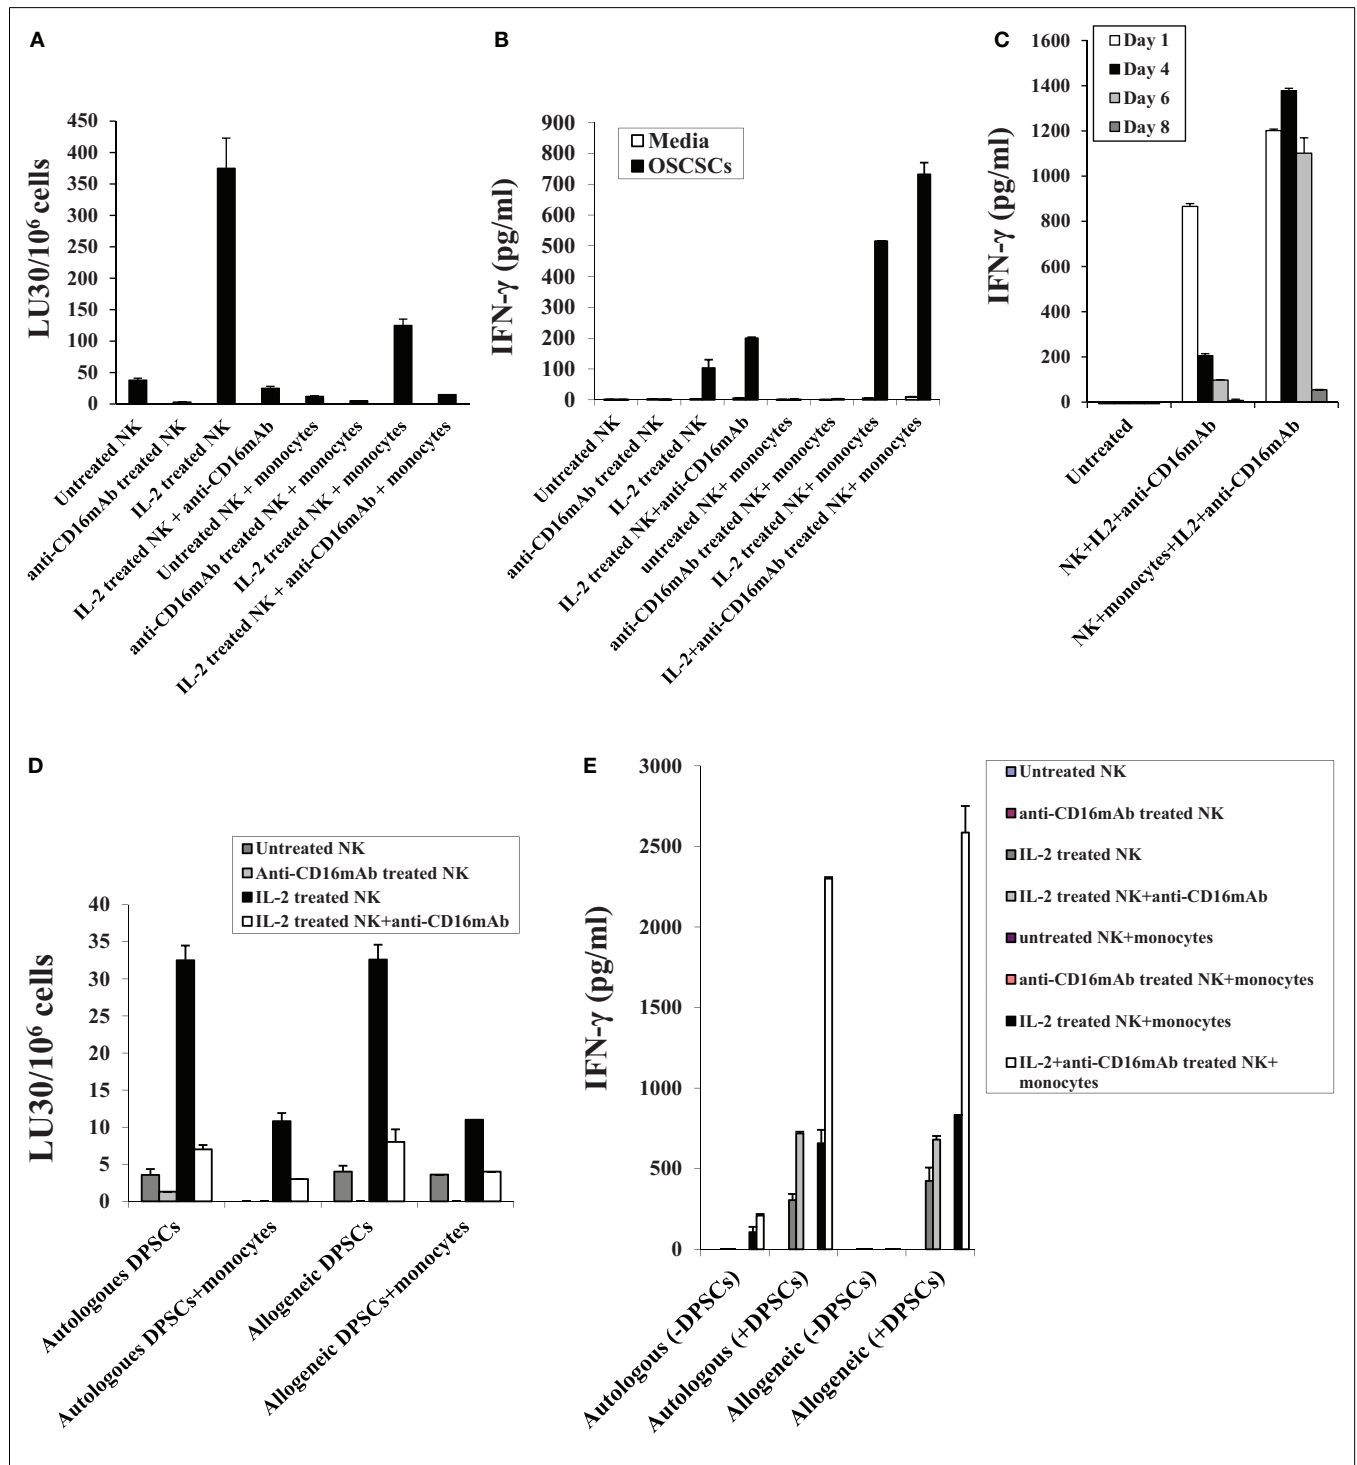 A
LU30/10⁶ cells
450
400
350
300
250
200
150
100
50
0
Untreated NK
anti-CD16mAb treated NK
IL-2 treated NK
IL-2 treated NK + anti-CD16mAb
Untreated NK + monocytes
anti-CD16mAb treated NK + monocytes
IL-2 treated NK + monocytes
IL-2 treated NK + anti-CD16mAb + monocytes
B
IFN-γ (pg/ml)
900
800
700
600
500
400
300
200
100
0
Media
OSCSCs
Untreated NK
anti-CD16mAb treated NK
IL-2 treated NK
IL-2 treated NK+anti-CD16mAb
untreated NK+ monocytes
anti-CD16mAb treated NK+ monocytes
IL-2 treated NK+ monocytes
IL-2+anti-CD16mAb treated NK+ monocytes
C
IFN-γ (pg/ml)
1600
1400
1200
1000
800
600
400
200
0
Day 1
Day 4
Day 6
Day 8
Untreated
NK+IL2+anti-CD16mAb
NK+monocytes+IL2+anti-CD16mAb
D
LU30/10⁶ cells
40
35
30
25
20
15
10
5
0
Untreated NK
Anti-CD16mAb treated NK
IL-2 treated NK
IL-2 treated NK+anti-CD16mAb
Autologoues DPSCs
Autologoues DPSCs+monocytes
Allogeneic DPSCs
Allogeneic DPSCs+monocytes
E
IFN-γ (pg/ml)
3000
2500
2000
1500
1000
500
0
Autologous (-DPSCs)
Autologous (+DPSCs)
Allogeneic (-DPSCs)
Allogeneic (+DPSCs)
Untreated NK
anti-CD16mAb treated NK
IL-2 treated NK
IL-2 treated NK+anti-CD16mAb
untreated NK+monocytes
anti-CD16mAb treated NK+monocytes
IL-2 treated NK+monocytes
IL-2+anti-CD16mAb treated NK+
monocytes